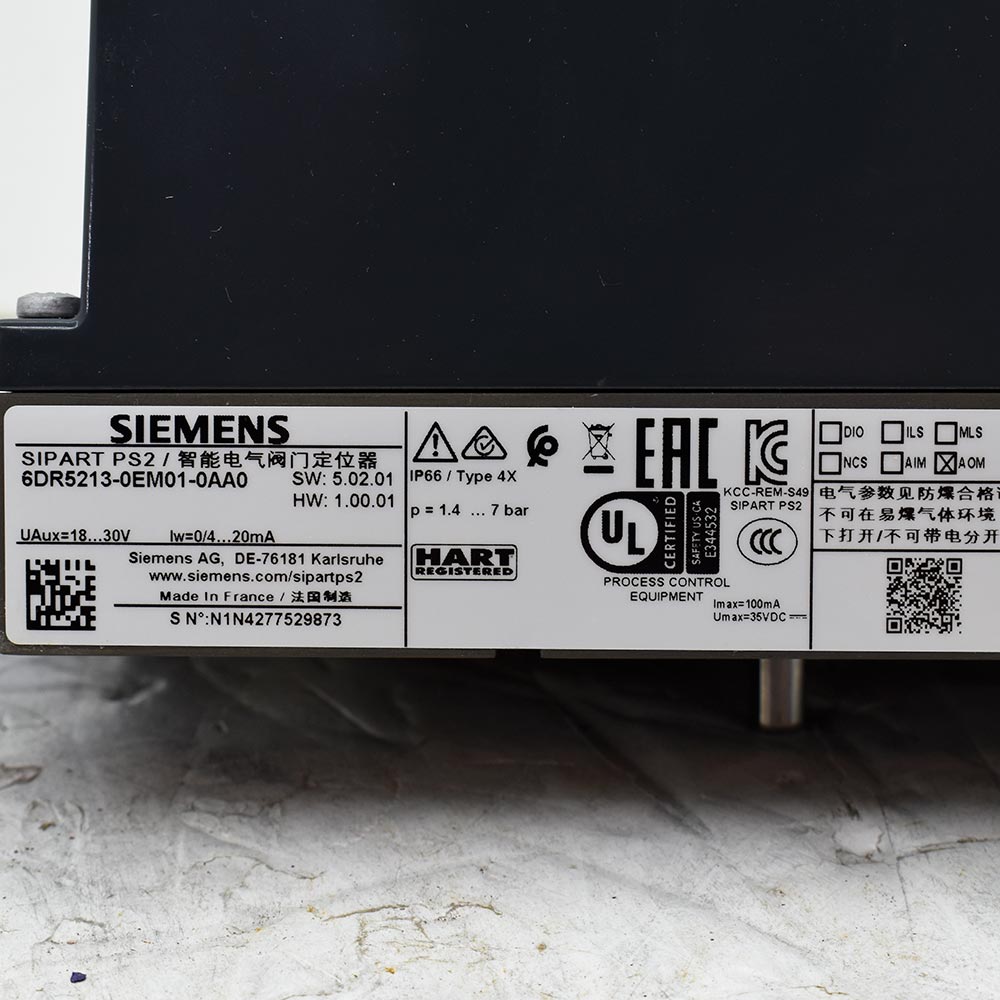 SIEMENS
SIPART PS2 / 智能电气阀门定位器
6DR5213-0EM01-0AA0 SW: 5.02.01
HW: 1.00.01
UAux=18...30V Iw=0/4...20mA
Siemens AG, DE-76181 Karlsruhe
www.siemens.com/sipartps2
Made In France / 法国制造
S N°:N1N4277529873
IP66 / Type 4X
p = 1.4 ... 7 bar
HART
REGISTERED
EAC
KC
KCC-REM-S49
SIPART PS2
UL
CERTIFIED
SAFETY US CA
E344532
CCC
PROCESS CONTROL
EQUIPMENT
Imax=100mA
Umax=35VDC
DIO ILS MLS
NCS AIM AOM
电气参数见防爆合格
不可在易爆气体环境
下打开/不可带电分开